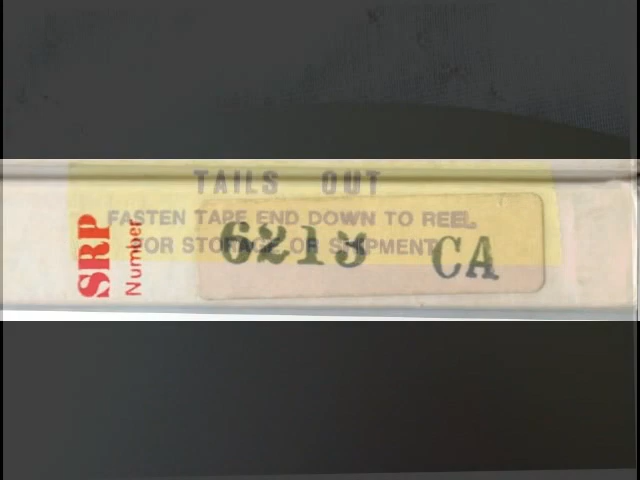 TAILS OUT
FASTEN TAPE END DOWN TO REEL
FOR STORAGE OR SHIPMENT
SRP
Number
6213 CA